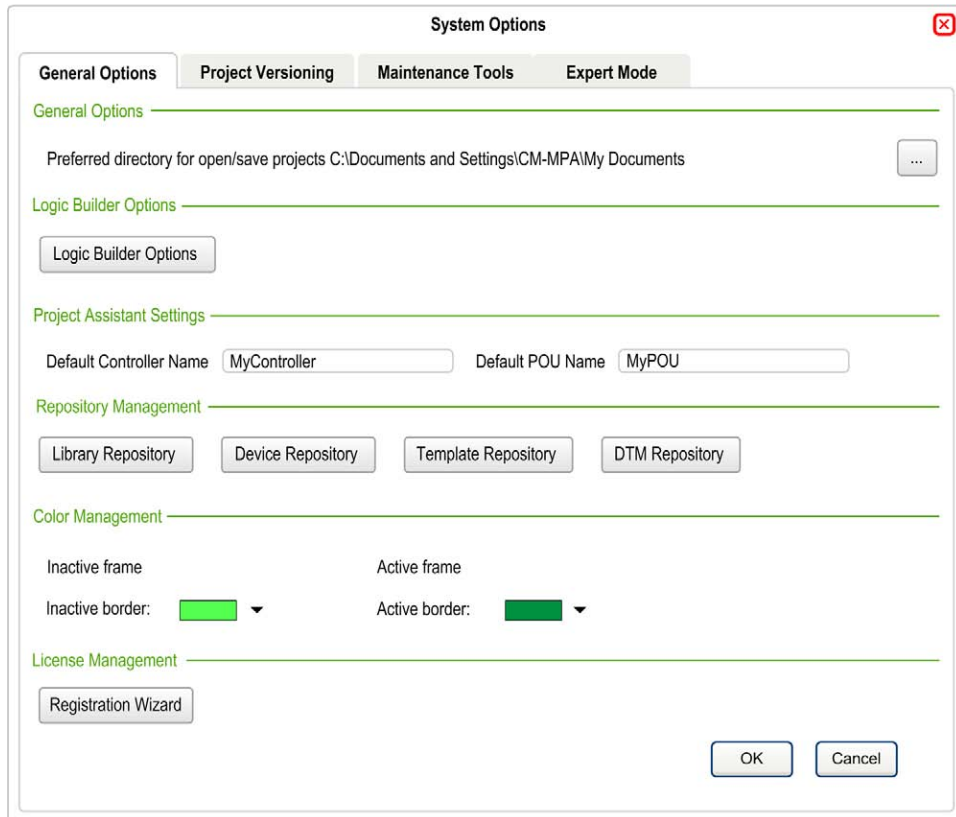 System Options
General Options Project Versioning Maintenance Tools Expert Mode
General Options
Preferred directory for open/save projects C:\Documents and Settings\CM-MPA\My Documents ...
Logic Builder Options
Logic Builder Options
Project Assistant Settings
Default Controller Name MyController Default POU Name MyPOU
Repository Management
Library Repository Device Repository Template Repository DTM Repository
Color Management
Inactive frame Active frame
Inactive border: Active border:
License Management
Registration Wizard
OK Cancel